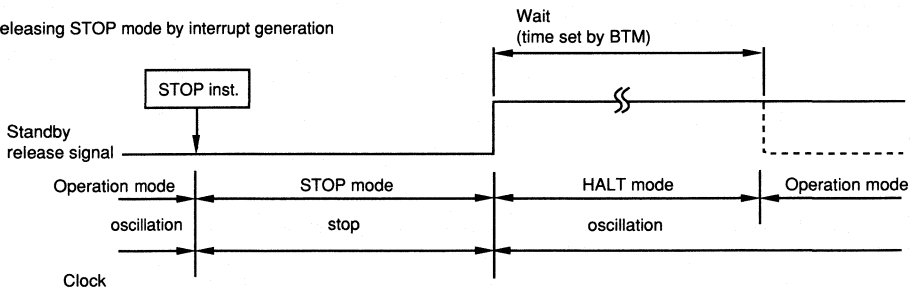 eleasing STOP mode by interrupt generation
Wait
(time set by BTM)
STOP inst.
Standby
release signal
Operation mode STOP mode HALT mode Operation mode
oscillation stop oscillation
Clock